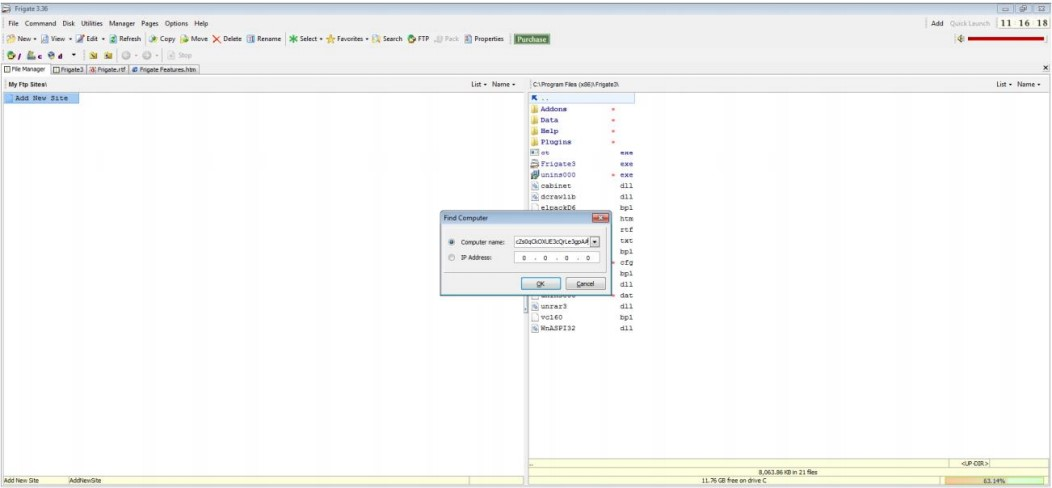 Frigate 3.36
File Command Disk Utilities Manager Pages Options Help
Add Quick Launch 11 16 18
New View Edit Refresh Copy Move Delete Rename Select Favorites Search FTP Pack Properties Purchase
/ c d Stop
File Manager Frigate3 Frigate.rtf Frigate Features.htm
My Ftp Sites\ List Name
C:\Program Files (x86)\Frigate3\ List Name
Add New Site
..
Addons
Data
Help
Plugins
exe
Frigate3 exe
unins000 exe
cabinet dll
dcrawlib dll
elpackD6 bpl
htm
rtf
txt
bpl
cfg
bpl
dll
dat
unrar3 dll
vcl60 bpl
WnASPI32 dll
Find Computer
Computer name:
IP Address: 0 . 0 . 0 . 0
OK Cancel
.. <UP-DIR>
8,063.86 KB in 21 files
Add New Site AddNewSite
11.76 GB free on drive C 63.14%